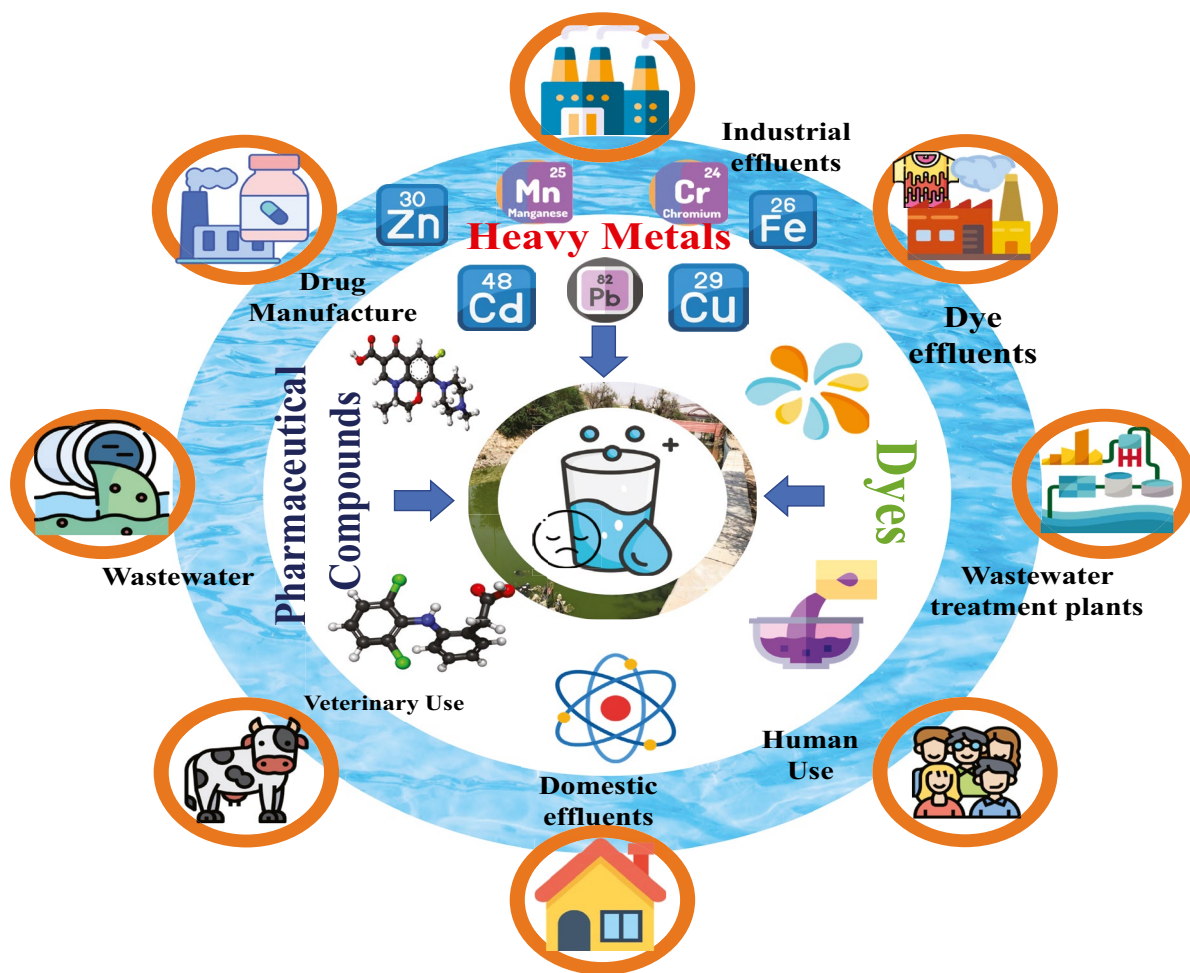 Industrial
effluents
25
Mn
Manganese
24
Cr
Chromium
30
Zn
26
Fe
Heavy Metals
48
Cd
82
Pb
29
Cu
Drug
Manufacture
Dye
effluents
Pharmaceutical
Compounds
Dyes
Wastewater
Wastewater
treatment plants
Veterinary Use
Human
Use
Domestic
effluents